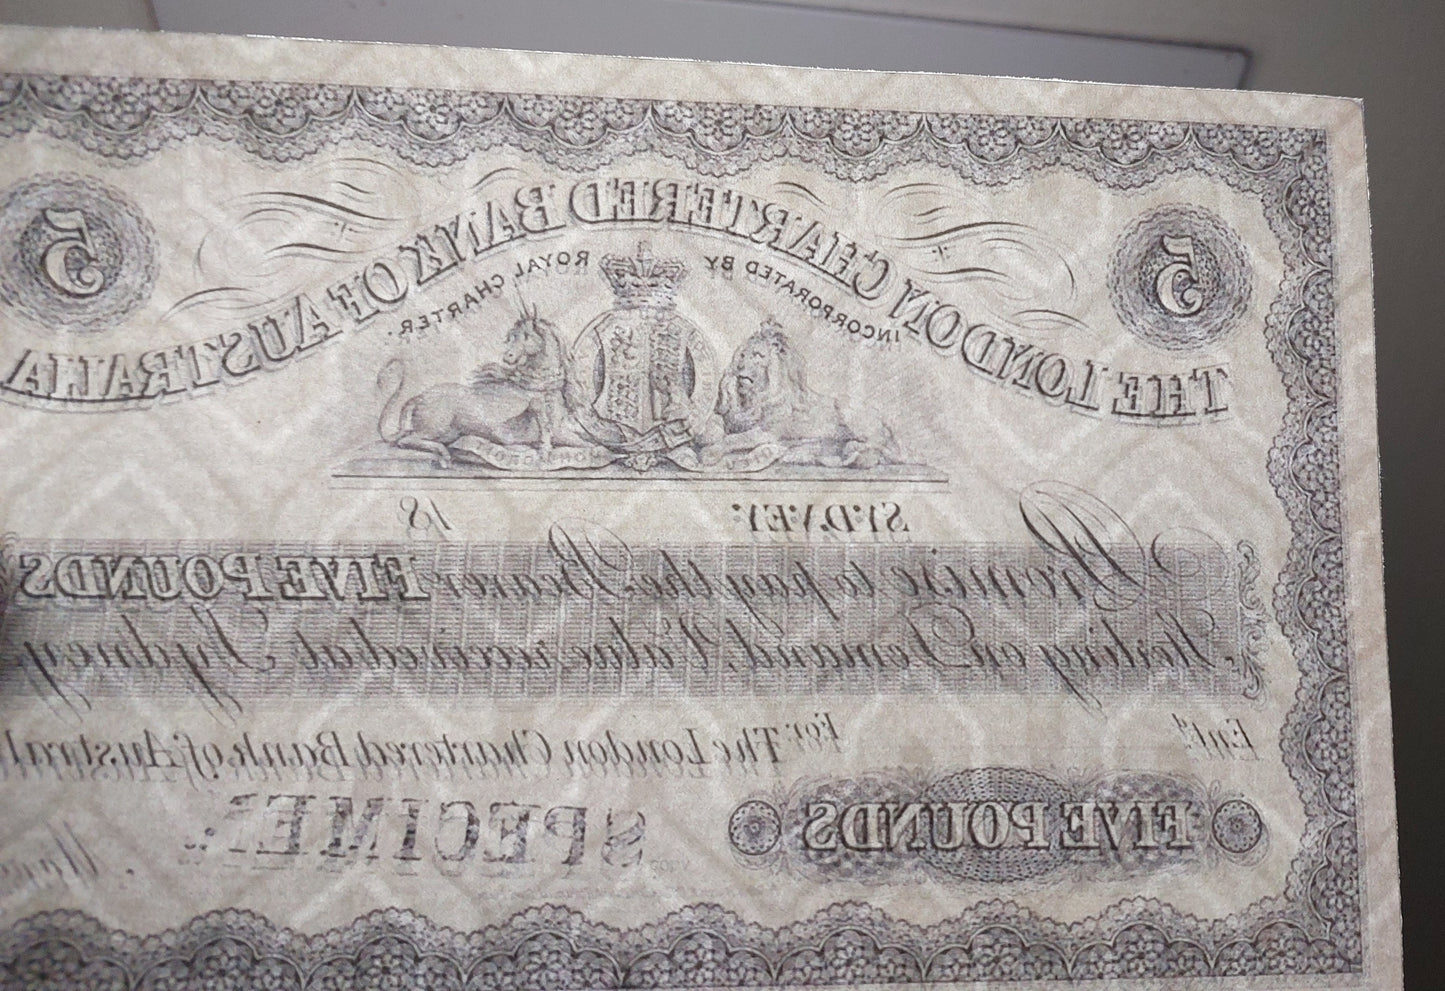 5 5
THE LONDON CHARTERED BANK OF AUSTRALIA
INCORPORATED BY ROYAL CHARTER.
SYDNEY. 18
Promise to pay the Bearer FIVE POUNDS
Sterling on Demand, Value received at Sydney.
Entd. For The London Chartered Bank of Austral
FIVE POUNDS SPECIMEN